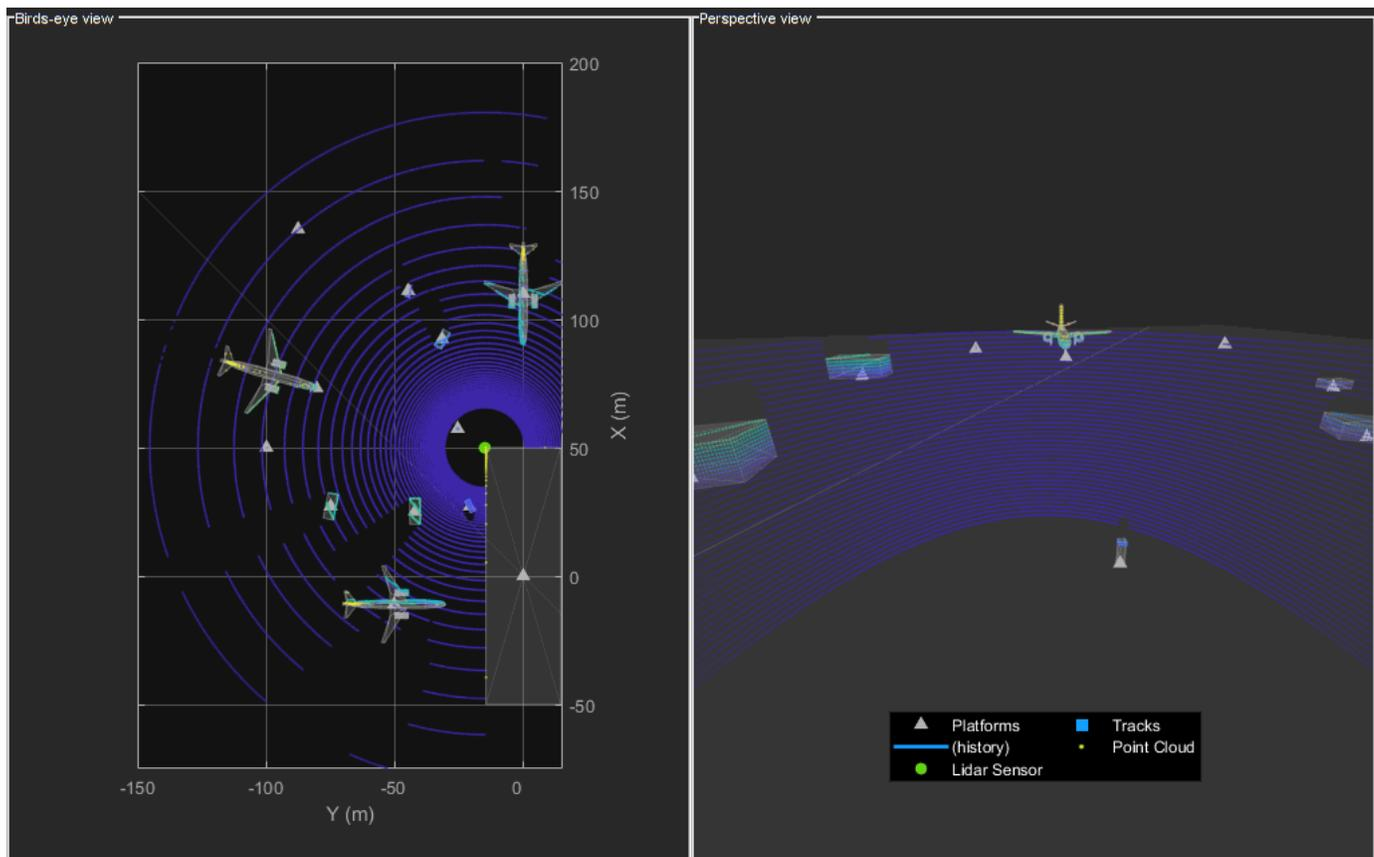 Birds-eye view
200
150
100
50
0
-50
X (m)
-150
-100
-50
0
Y (m)
Perspective view
Platforms
(history)
Lidar Sensor
Tracks
Point Cloud